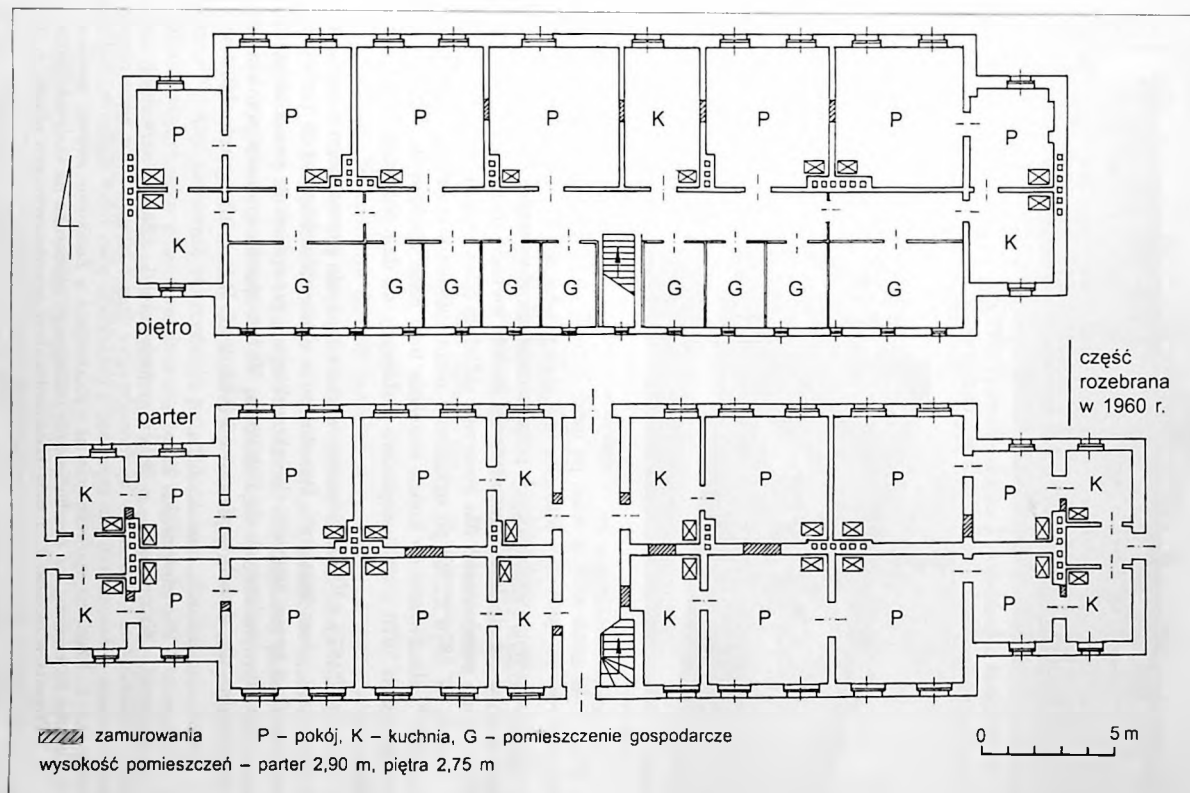 P P P P K P P P
K K
G G G G G G G G G
piętro
część
rozebrana
w 1960 r.
parter
K P P P K K P P P K
K P P P K K P P P K
zamurowania P – pokój, K – kuchnia, G – pomieszczenie gospodarcze
0 5 m
wysokość pomieszczeń – parter 2,90 m, piętra 2,75 m